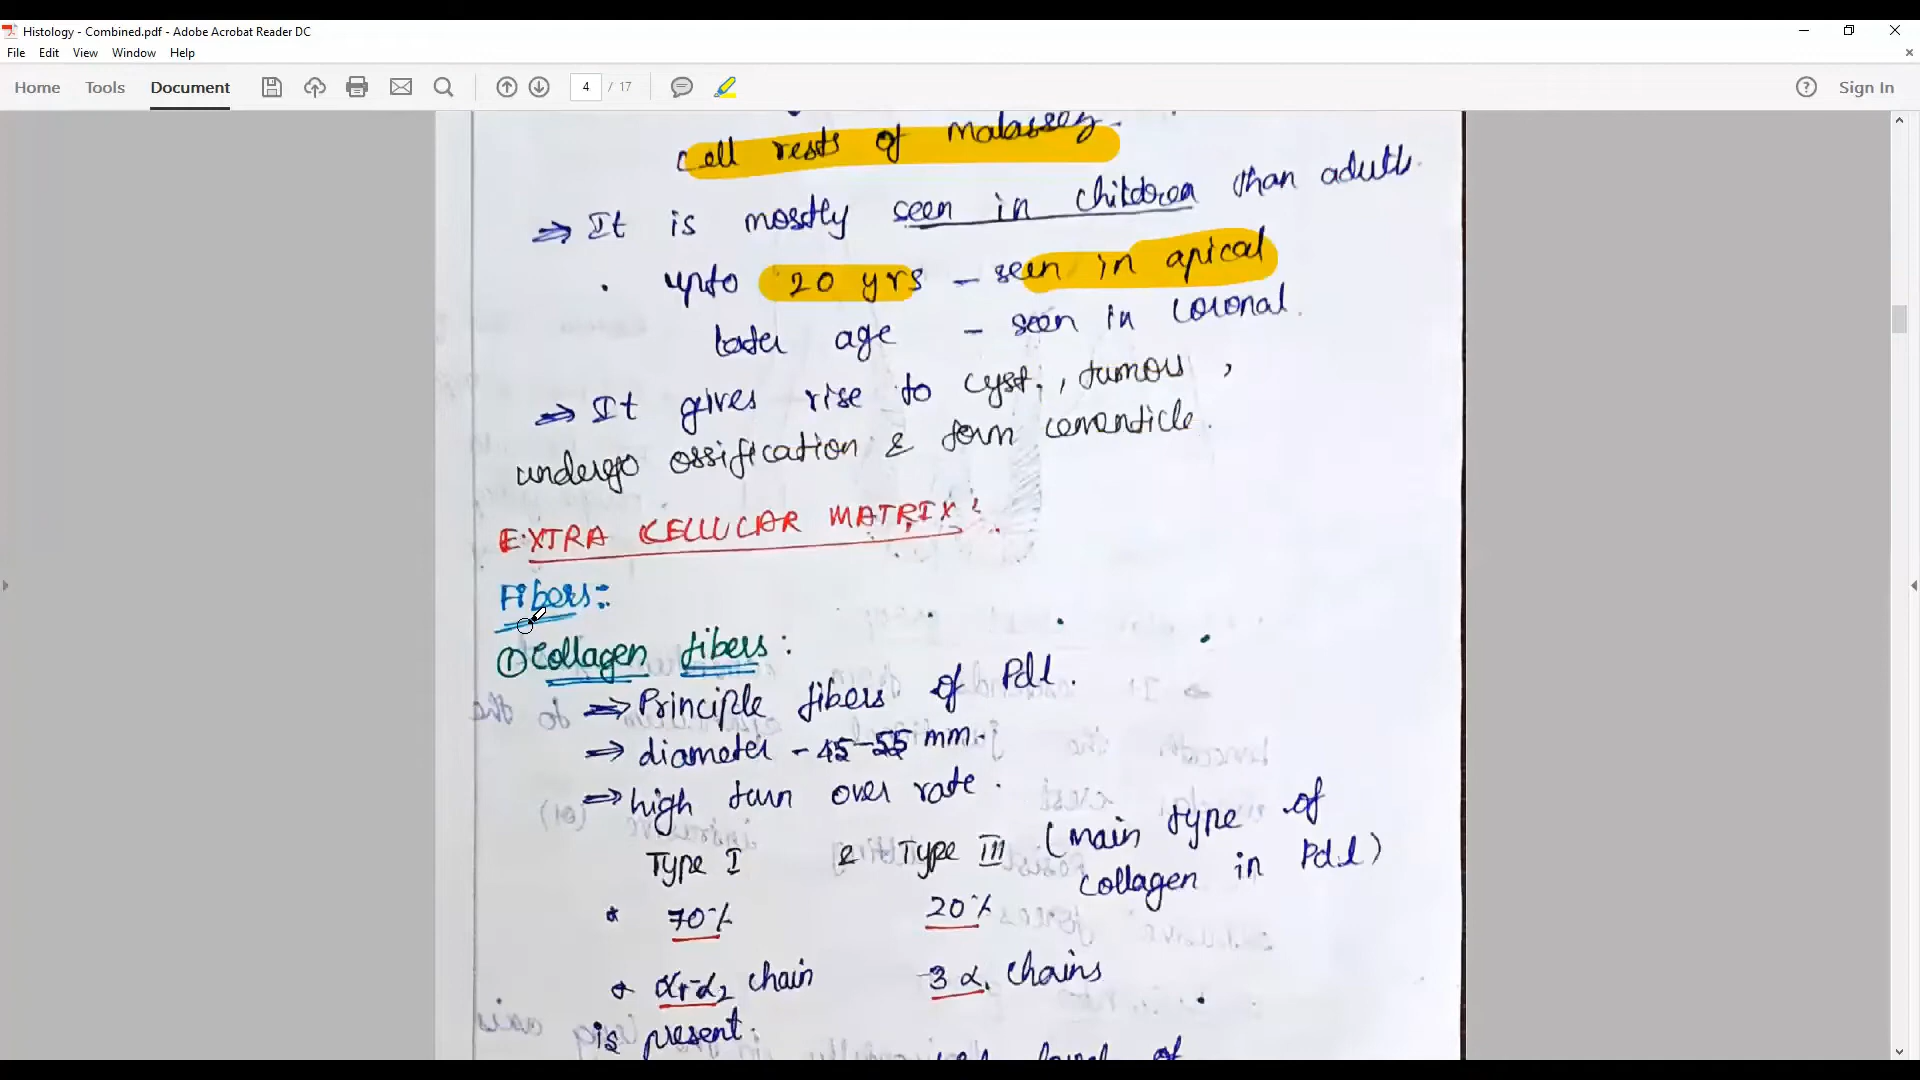 Histology - Combined.pdf - Adobe Acrobat Reader DC
File Edit View Window Help
Home Tools Document 4 / 17 Sign In
cell rests of malassez.
⇒ It is mostly seen in children than adults.
upto 20 yrs - seen in apical
later age - seen in coronal.
⇒ It gives rise to cyst, tumour,
undergo ossification & form cementicle.
EXTRA CELLULAR MATRIX:
Fibers:
① Collagen fibers:
⇒ Principle fibers of Pdl.
⇒ diameter - 45-55 mm.
⇒ high turn over rate.
Type I & Type III (main type of
collagen in Pdl)
* 70% 20%
* α1-α2 chain 3 α1 chains
is present.
level of